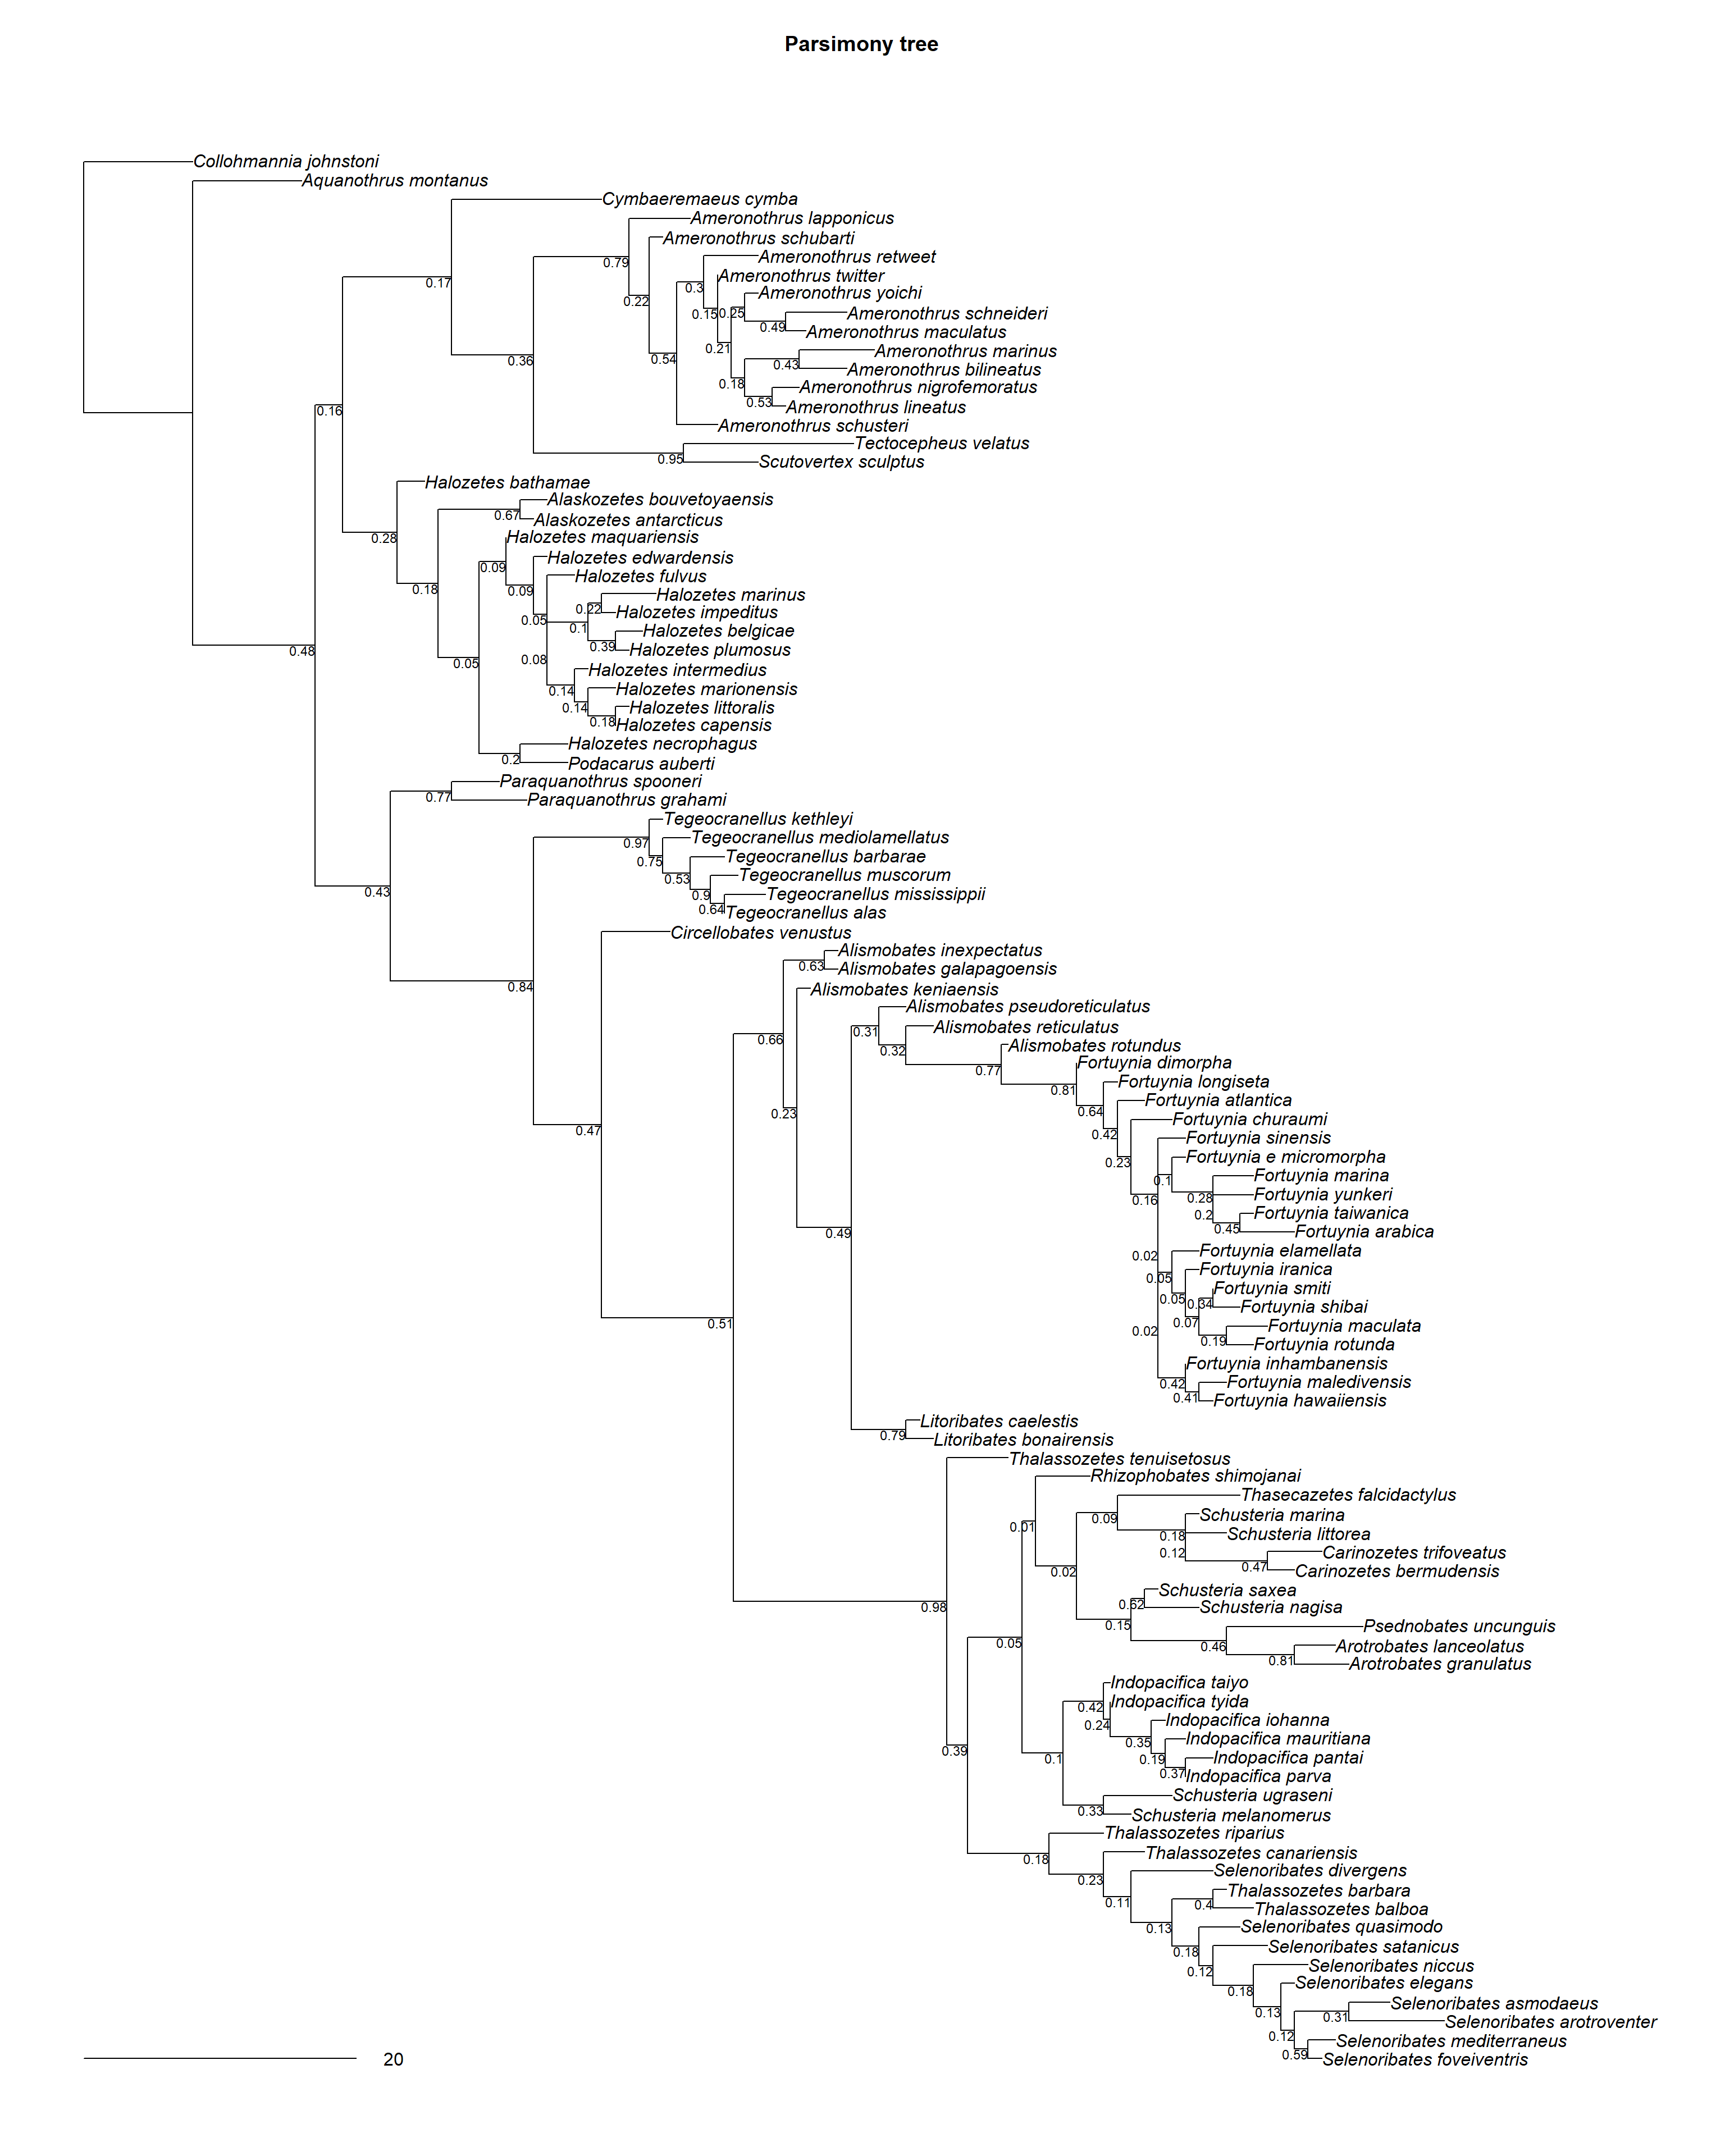 Parsimony tree
Collohmannia johnstoni
Aquanothrus montanus
Cymbaeremaeus cymba
Ameronothrus lapponicus
Ameronothrus schubarti
Ameronothrus retweet
0.79
Ameronothrus twitter
0.17
0.3
Ameronothrus yoichi
0.22
0.15
0.25
Ameronothrus schneideri
0.49
Ameronothrus maculatus
0.21
Ameronothrus marinus
0.54
0.36
0.43
Ameronothrus bilineatus
0.18
Ameronothrus nigrofemoratus
0.53
Ameronothrus lineatus
0.16
Ameronothrus schusteri
Tectocepheus velatus
0.95
Scutovertex sculptus
Halozetes bathamae
Alaskozetes bouvetoyaensis
0.67
Alaskozetes antarcticus
0.28
Halozetes maquariensis
Halozetes edwardensis
0.09
Halozetes fulvus
0.18
0.09
Halozetes marinus
0.22
Halozetes impeditus
0.05
0.1
Halozetes belgicae
0.39
Halozetes plumosus
0.48
0.08
0.05
Halozetes intermedius
0.14
Halozetes marionensis
0.14
Halozetes littoralis
0.18
Halozetes capensis
Halozetes necrophagus
0.2
Podacarus auberti
Paraquanothrus spooneri
0.77
Paraquanothrus grahami
Tegeocranellus kethleyi
0.97
Tegeocranellus mediolamellatus
0.75
Tegeocranellus barbarae
0.53
Tegeocranellus muscorum
0.43
0.9
Tegeocranellus mississippii
0.64
Tegeocranellus alas
Circellobates venustus
Alismobates inexpectatus
0.63
Alismobates galapagoensis
0.84
Alismobates keniaensis
Alismobates pseudoreticulatus
0.31
Alismobates reticulatus
0.66
0.32
Alismobates rotundus
0.77
Fortuynia dimorpha
0.81
Fortuynia longiseta
0.64
Fortuynia atlantica
0.23
Fortuynia churaumi
0.47
0.42
Fortuynia sinensis
0.23
Fortuynia e micromorpha
0.1
Fortuynia marina
0.16
0.28
Fortuynia yunkeri
0.2
Fortuynia taiwanica
0.49
0.45
Fortuynia arabica
0.02
Fortuynia elamellata
0.05
Fortuynia iranica
0.05
Fortuynia smiti
0.34
Fortuynia shibai
0.51
0.07
Fortuynia maculata
0.02
0.19
Fortuynia rotunda
Fortuynia inhambanensis
0.42
Fortuynia maledivensis
0.41
Fortuynia hawaiiensis
Litoribates caelestis
0.79
Litoribates bonairensis
Thalassozetes tenuisetosus
Rhizophobates shimojanai
Thasecazetes falcidactylus
0.09
Schusteria marina
0.01
0.18
Schusteria littorea
0.12
Carinozetes trifoveatus
0.02
0.47
Carinozetes bermudensis
Schusteria saxea
0.98
0.62
Schusteria nagisa
0.15
Psednobates uncunguis
0.05
0.46
Arotrobates lanceolatus
0.81
Arotrobates granulatus
Indopacifica taiyo
0.42
Indopacifica tyida
0.24
Indopacifica iohanna
0.35
Indopacifica mauritiana
0.39
0.1
0.19
Indopacifica pantai
0.37
Indopacifica parva
Schusteria ugraseni
0.33
Schusteria melanomerus
Thalassozetes riparius
0.18
Thalassozetes canariensis
0.23
Selenoribates divergens
0.11
Thalassozetes barbara
0.4
Thalassozetes balboa
0.13
Selenoribates quasimodo
0.18
Selenoribates satanicus
0.12
Selenoribates niccus
0.18
Selenoribates elegans
0.13
Selenoribates asmodaeus
0.31
Selenoribates arotroventer
0.12
Selenoribates mediterraneus
0.59
Selenoribates foveiventris
20